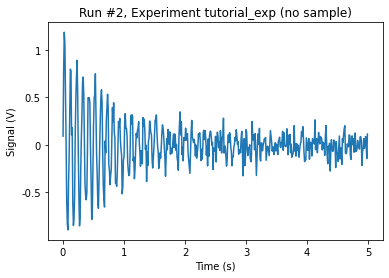 Run #2, Experiment tutorial_exp (no sample)
Signal (V)
1
0.5
0
-0.5
0 1 2 3 4 5
Time (s)